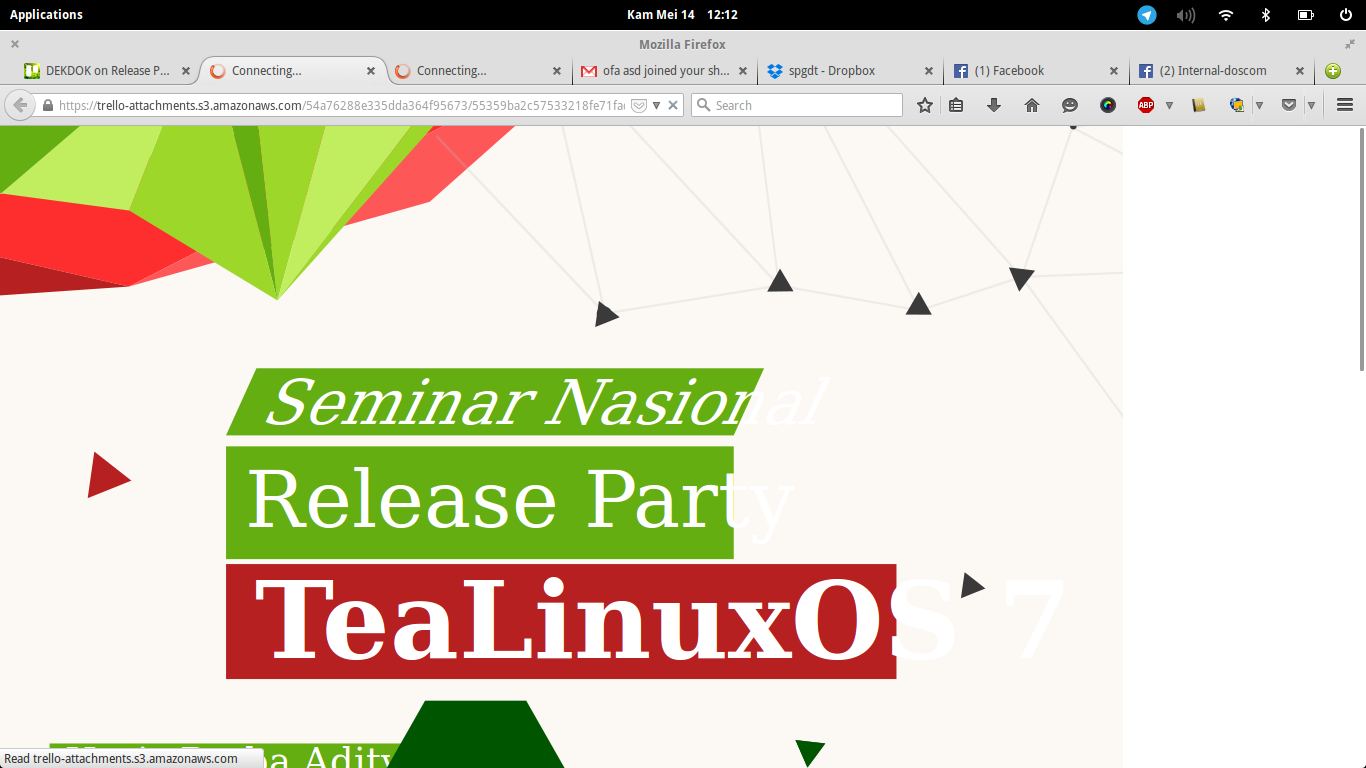 Applications
Kam Mei 14 12:12
Mozilla Firefox
DEKDOK on Release P...
Connecting...
Connecting...
ofa asd joined your sh...
spgdt - Dropbox
(1) Facebook
(2) Internal-doscom
https://trello-attachments.s3.amazonaws.com/54a76288e335dda364f95673/55359ba2c57533218fe71fa
Search
ABP
Seminar Nasional
Release Party
TeaLinuxOS 7
Adity
Read trello-attachments.s3.amazonaws.com